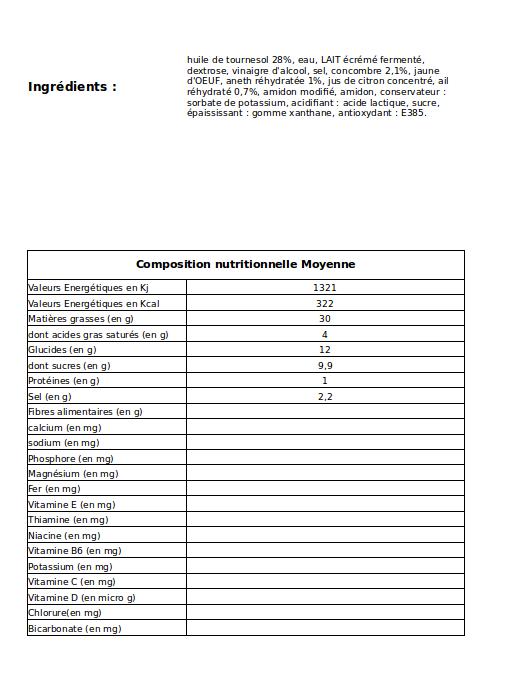 huile de tournesol 28%, eau, LAIT écrémé fermenté,
dextrose, vinaigre d'alcool, sel, concombre 2,1%, jaune
d'OEUF, aneth réhydratée 1%, jus de citron concentré, ail
réhydraté 0,7%, amidon modifié, amidon, conservateur :
sorbate de potassium, acidifiant : acide lactique, sucre,
épaississant : gomme xanthane, antioxydant : E385.
Ingrédients :
Composition nutritionnelle Moyenne
Valeurs Energétiques en Kj 1321
Valeurs Energétiques en Kcal 322
Matières grasses (en g) 30
dont acides gras saturés (en g) 4
Glucides (en g) 12
dont sucres (en g) 9,9
Protéines (en g) 1
Sel (en g) 2,2
Fibres alimentaires (en g)
calcium (en mg)
sodium (en mg)
Phosphore (en mg)
Magnésium (en mg)
Fer (en mg)
Vitamine E (en mg)
Thiamine (en mg)
Niacine (en mg)
Vitamine B6 (en mg)
Potassium (en mg)
Vitamine C (en mg)
Vitamine D (en micro g)
Chlorure(en mg)
Bicarbonate (en mg)